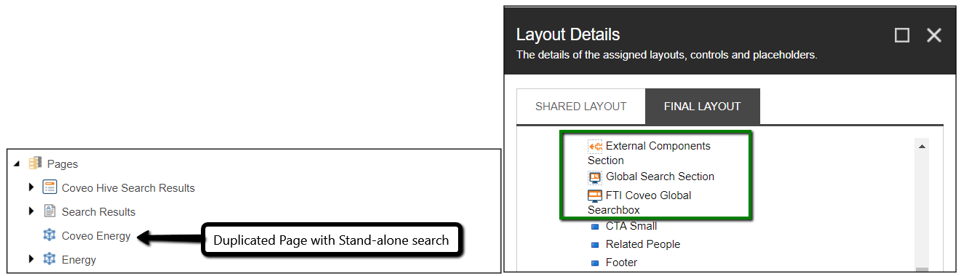 Pages
Coveo Hive Search Results
Search Results
Coveo Energy
Duplicated Page with Stand-alone search
Energy
Layout Details
The details of the assigned layouts, controls and placeholders.
SHARED LAYOUT
FINAL LAYOUT
External Components
Section
Global Search Section
FTI Coveo Global
Searchbox
CTA Small
Related People
Footer